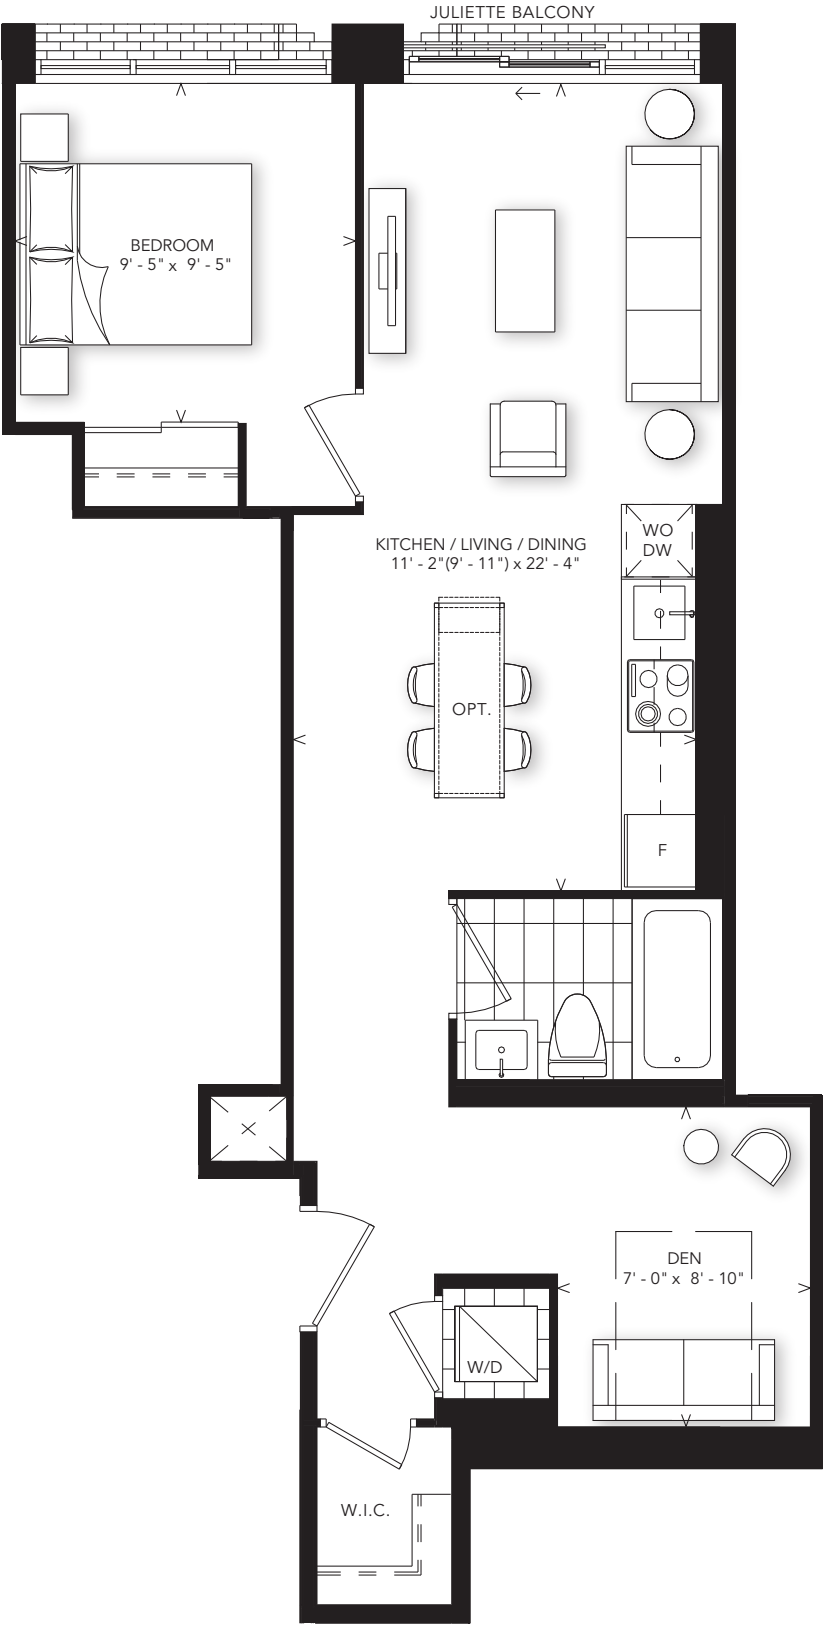 JULIETTE BALCONY
BEDROOM
9' - 5" x 9' - 5"
KITCHEN / LIVING / DINING
11' - 2"(9' - 11") x 22' - 4"
WO
DW
OPT.
F
DEN
7' - 0" x 8' - 10"
W/D
W.I.C.